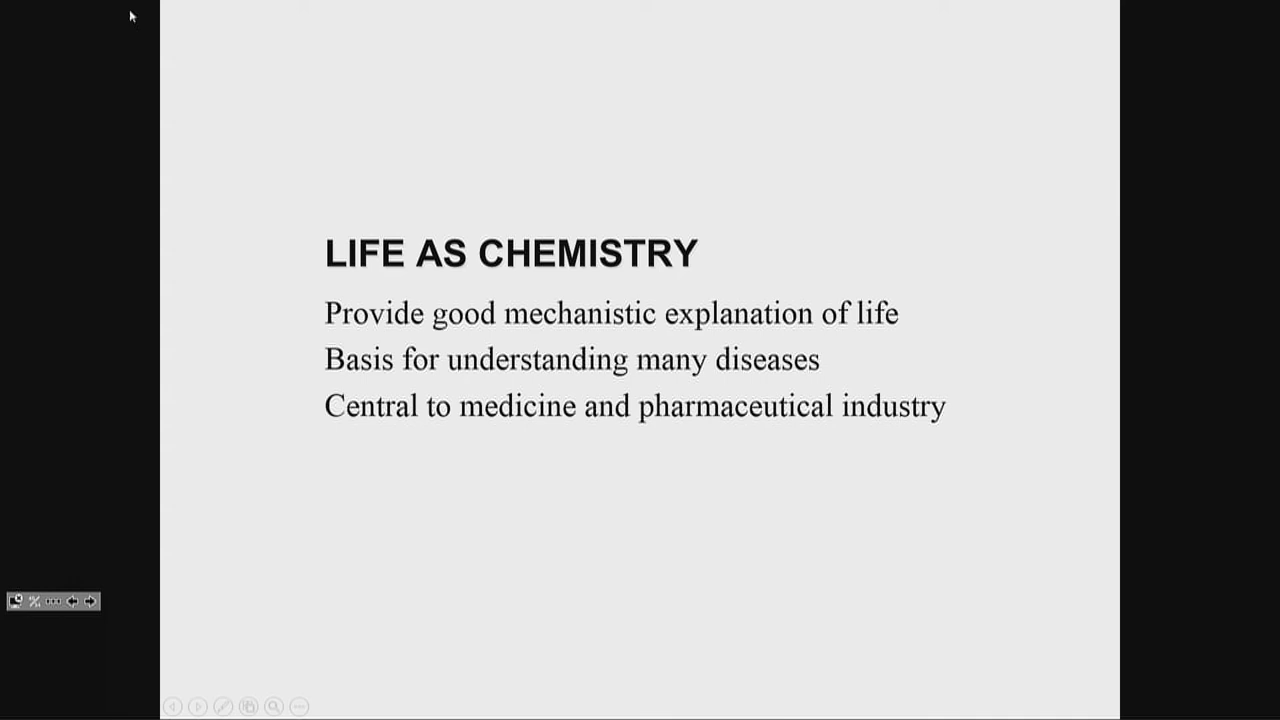 LIFE AS CHEMISTRY
Provide good mechanistic explanation of life
Basis for understanding many diseases
Central to medicine and pharmaceutical industry